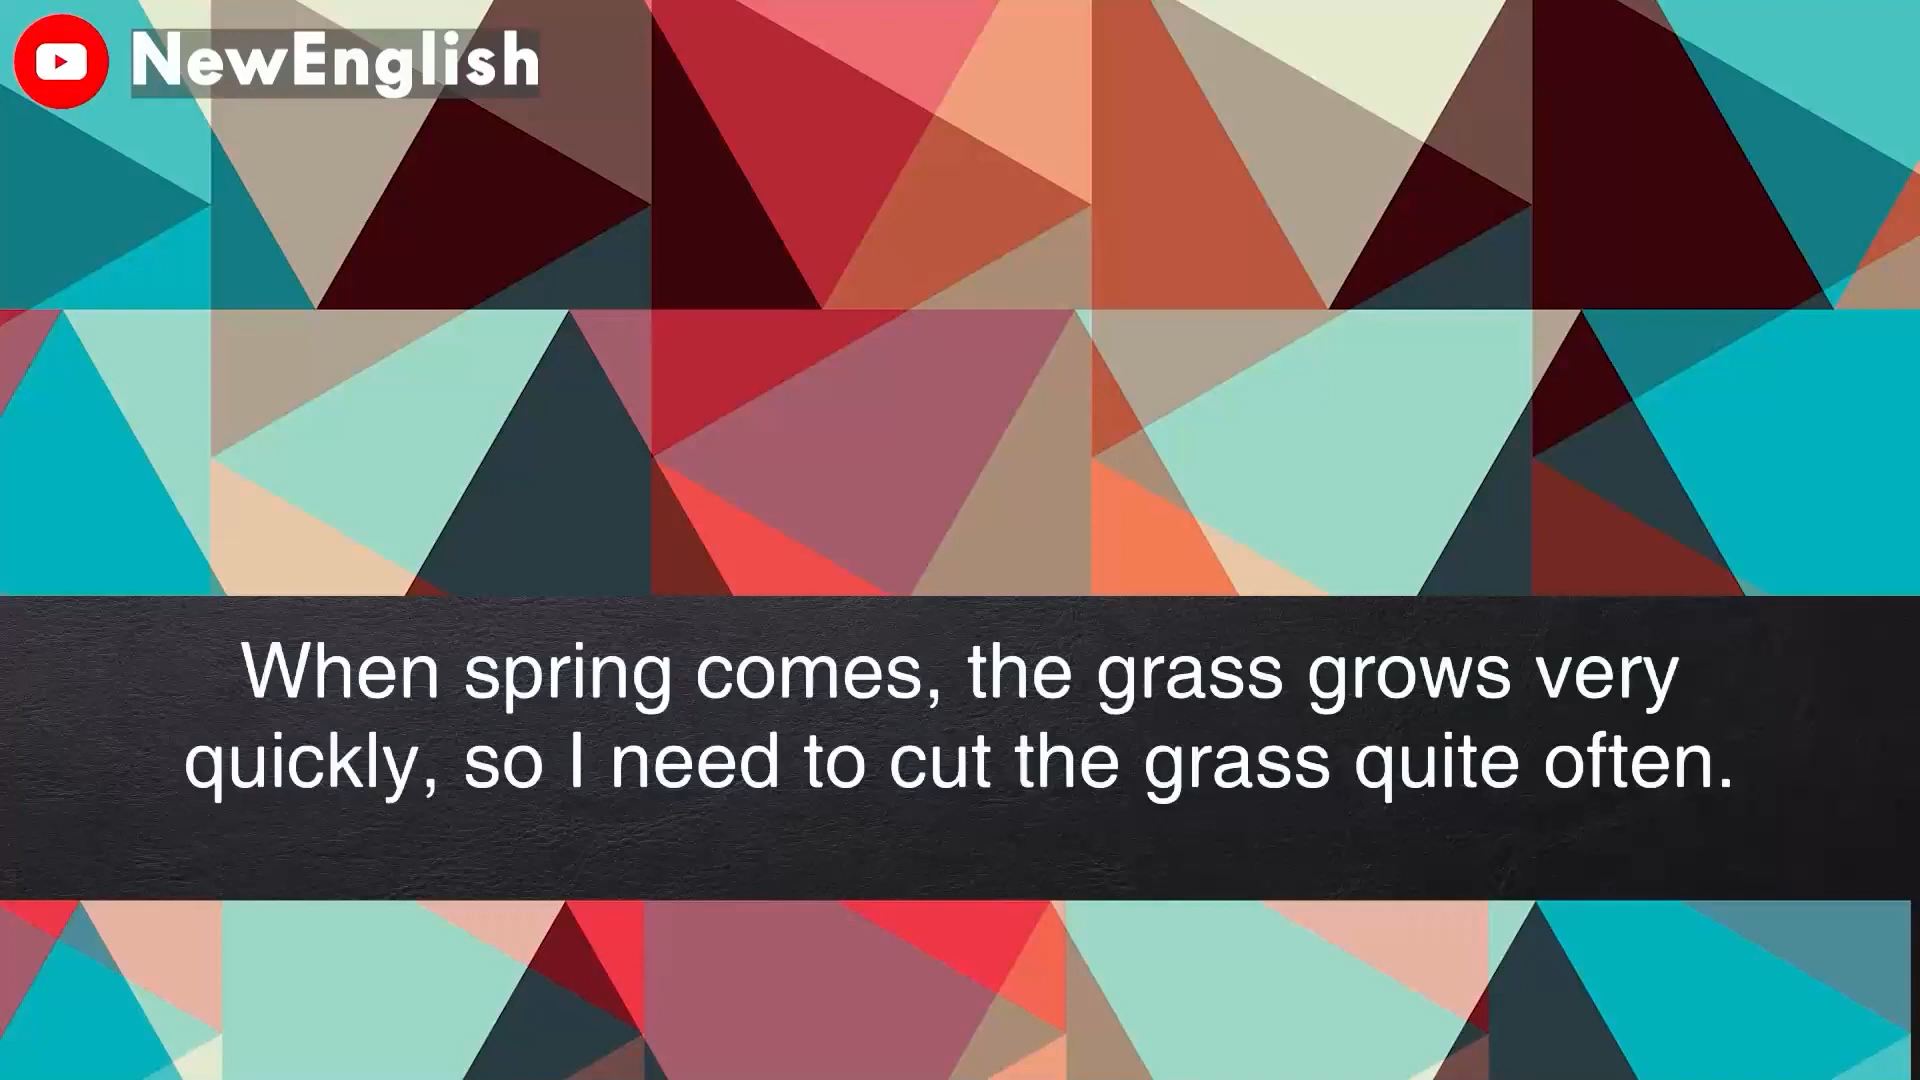 NewEnglish
When spring comes, the grass grows very
quickly, so I need to cut the grass quite often.